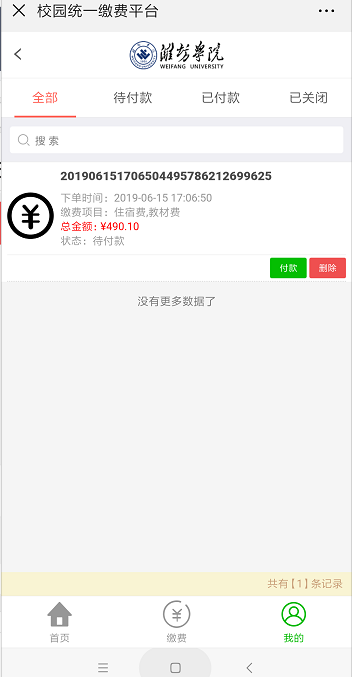 校园统一缴费平台
潍坊学院
WEIFANG UNIVERSITY
全部
待付款
已付款
已关闭
搜 索
201906151706504495786212699625
下单时间：2019-06-15 17:06:50
缴费项目：住宿费,教材费
总金额：¥490.10
状态：待付款
付款
删除
没有更多数据了
共有【1】条记录
首页
缴费
我的